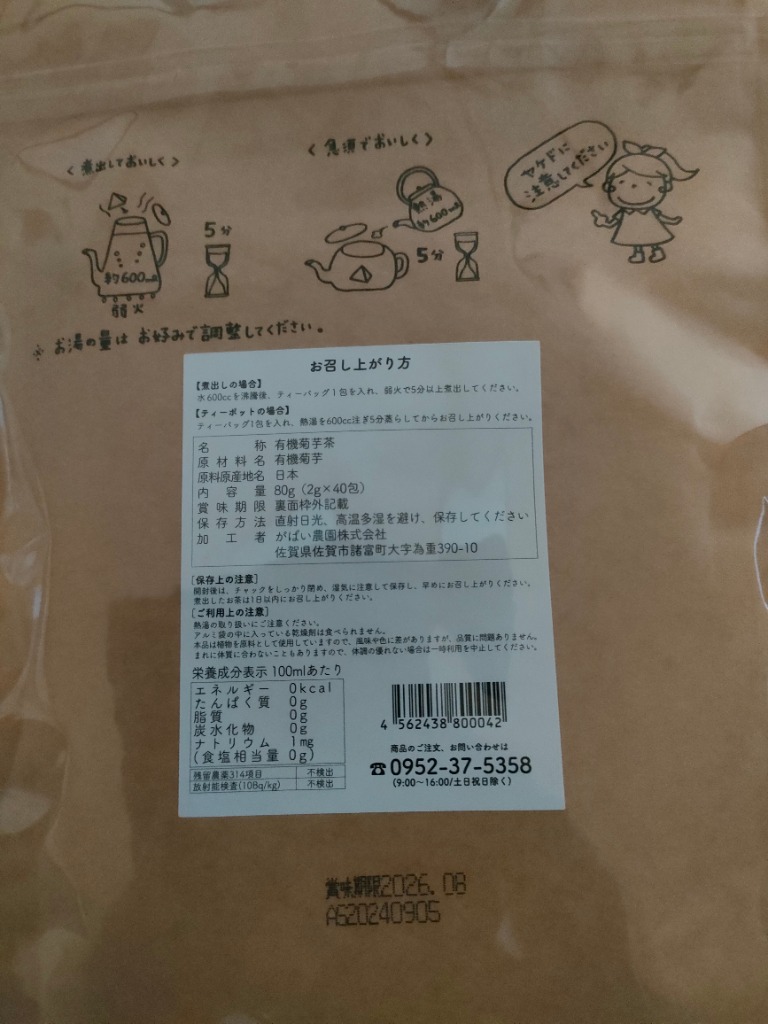 〈煮出しておいしく〉
5分
約600ml
弱火
〈急須でおいしく〉
熱湯
約600ml
5分
ヤケドに
注意してください
※お湯の量は お好みで調整してください。
お召し上がり方
【煮出しの場合】
水600ccを沸騰後、ティーバッグ1包を入れ、弱火で5分以上煮出してください。
【ティーポットの場合】
ティーバッグ1包を入れ、熱湯を600cc注ぎ5分蒸らしてからお召し上がりください。
名称 有機菊芋茶
原材料名 有機菊芋
原料原産地名 日本
内容量 80g（2g×40包）
賞味期限 裏面枠外記載
保存方法 直射日光、高温多湿を避け、保存してください
加工者 がばい農園株式会社
佐賀県佐賀市諸富町大字為重390-10
［保存上の注意］
開封後は、チャックをしっかり閉め、湿気に注意して保存し、早めにお召し上がりください。
煮出したお茶は1日以内にお召し上がりください。
［ご利用上の注意］
熱湯の取り扱いにご注意ください。
アルミ袋の中に入っている乾燥剤は食べられません。
本品は植物を原料として使用していますので、風味や色に差がありますが、品質に問題ありません。
まれに体質に合わないこともありますので、体調の優れない場合は一時利用を中止してください。
栄養成分表示 100mlあたり
エネルギー 0kcal
たんぱく質 0g
脂質 0g
炭水化物 0g
ナトリウム 1mg
（食塩相当量 0g）
残留農薬314項目 不検出
放射能検査(10Bq/kg) 不検出
4 562438 800042
商品のご注文、お問い合わせは
☎0952-37-5358
(9:00〜16:00/土日祝日除く)
賞味期限2026.08
AS20240905